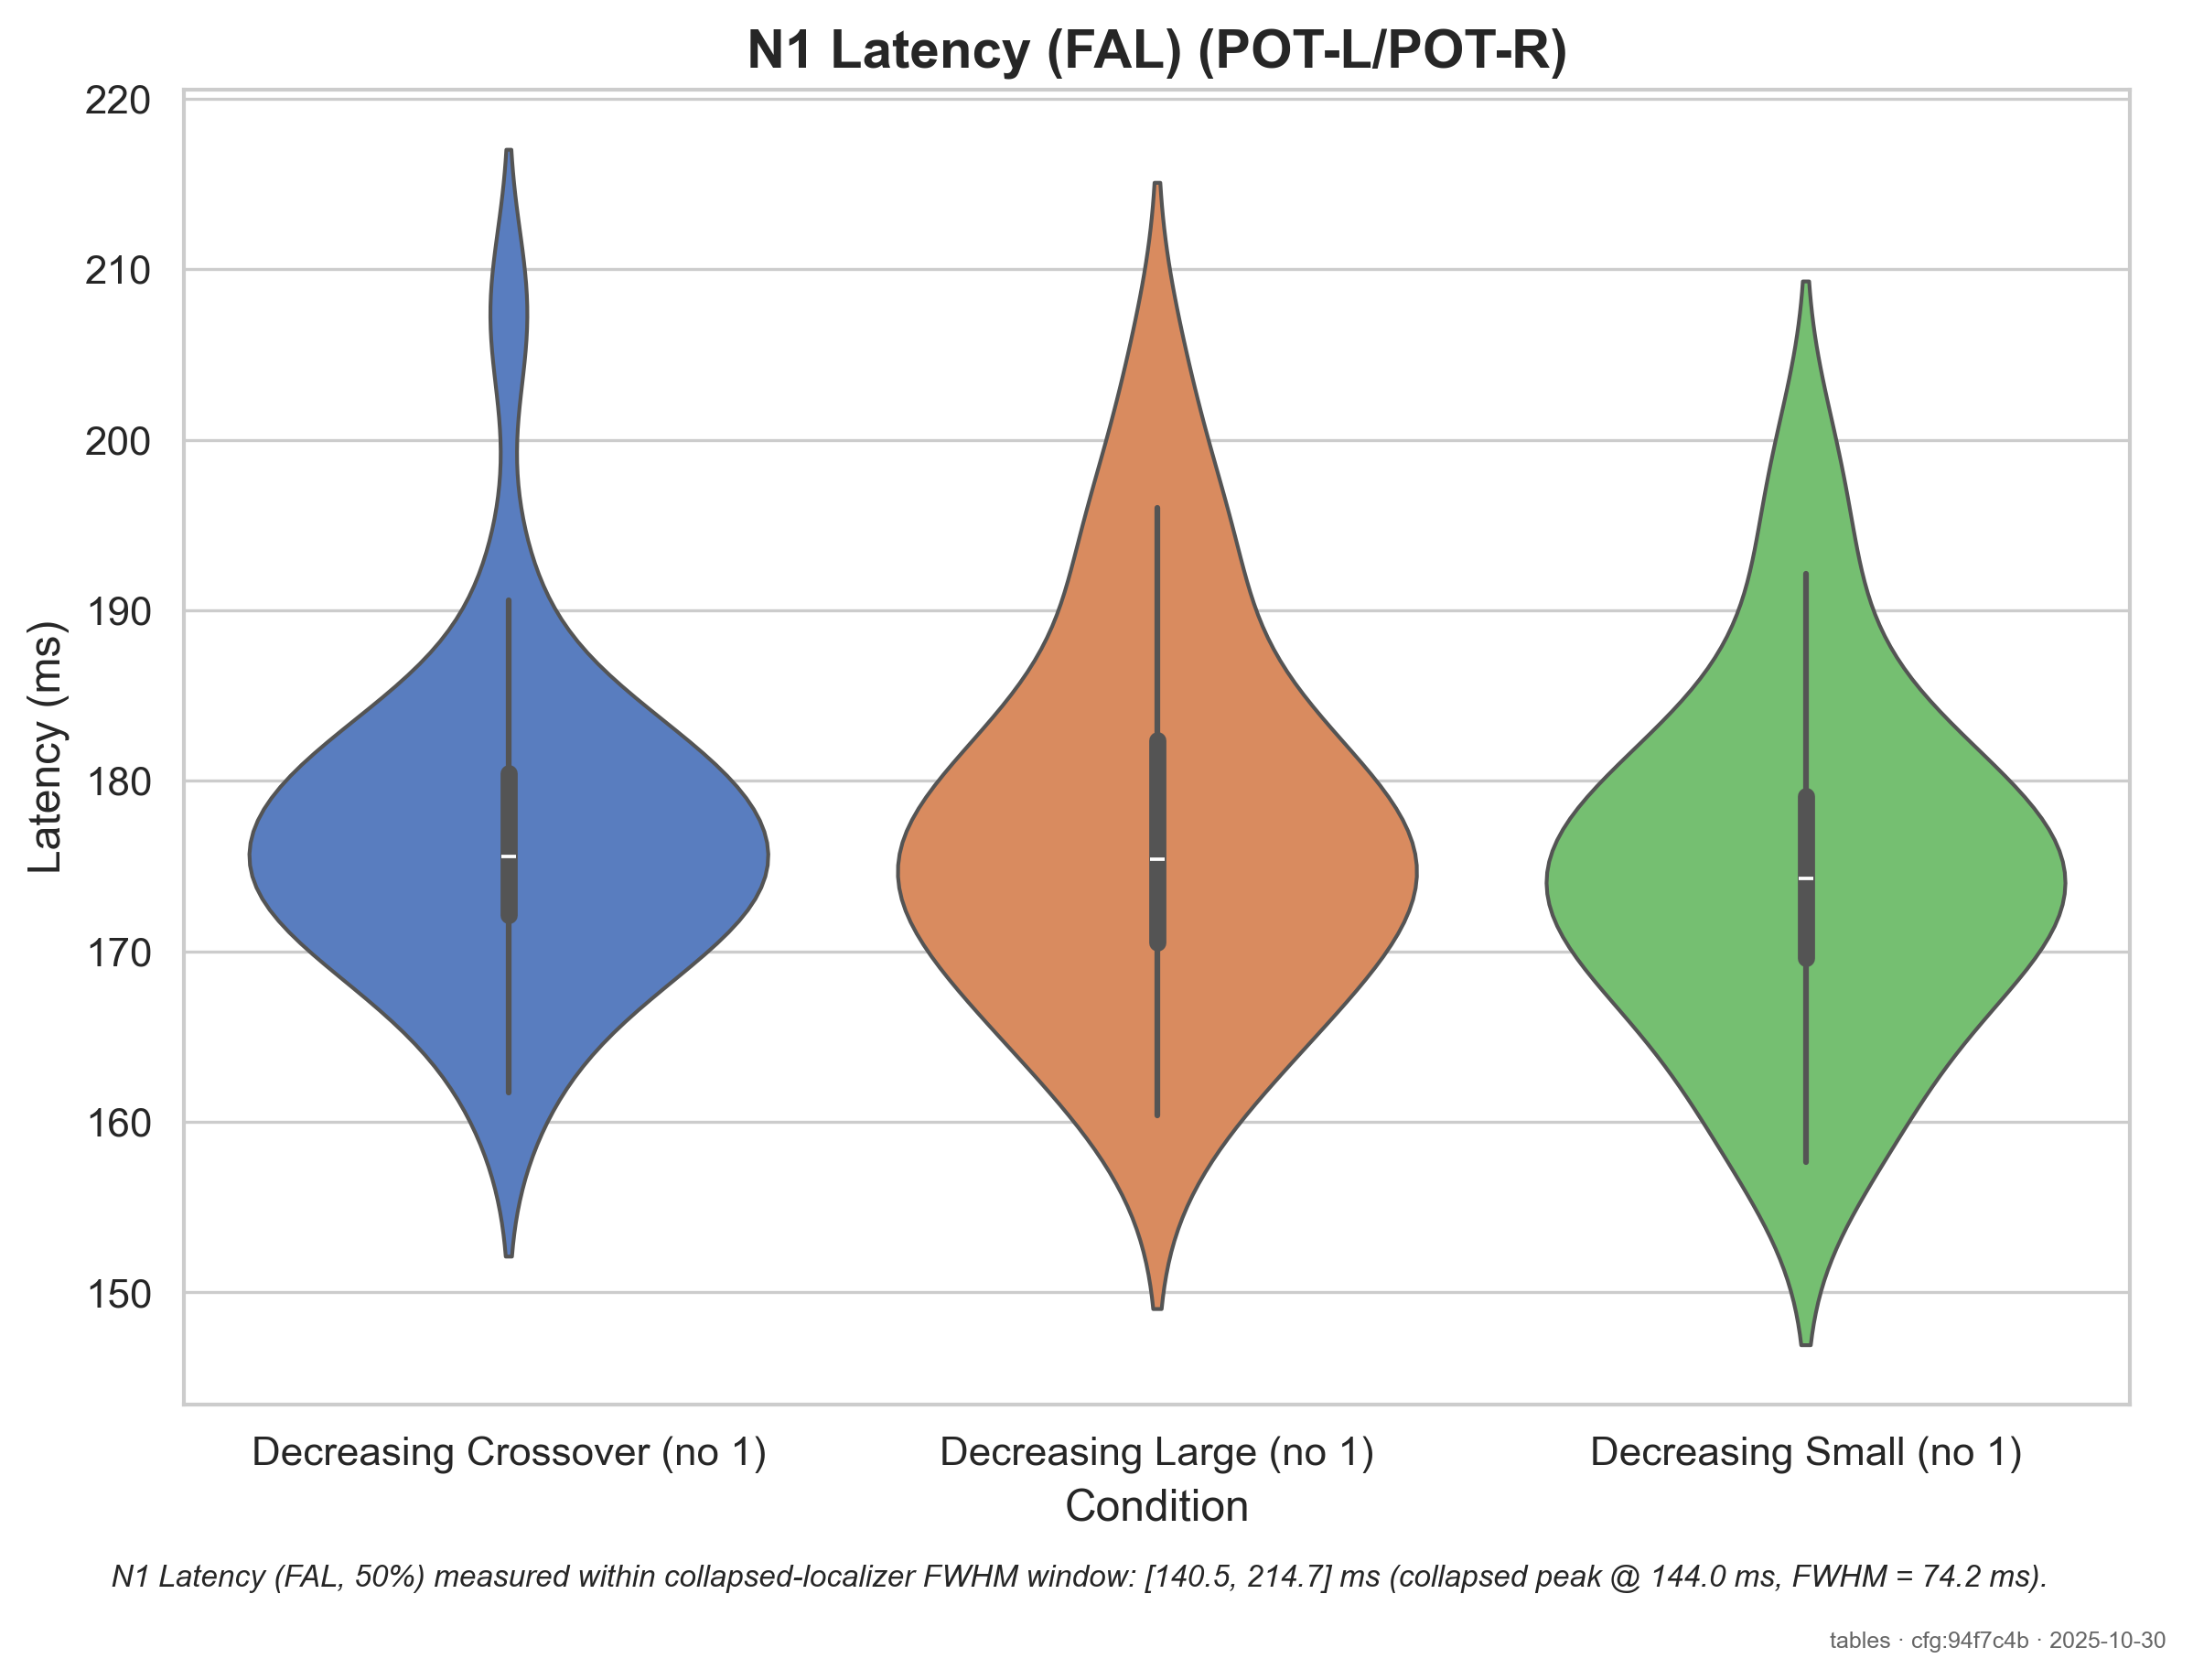 N1 Latency (FAL) (POT-L/POT-R)
220
210
200
190
180
170
160
150
Latency (ms)
Decreasing Crossover (no 1)
Decreasing Large (no 1)
Decreasing Small (no 1)
Condition
N1 Latency (FAL, 50%) measured within collapsed-localizer FWHM window: [140.5, 214.7] ms (collapsed peak @ 144.0 ms, FWHM = 74.2 ms).
tables · cfg:94f7c4b · 2025-10-30